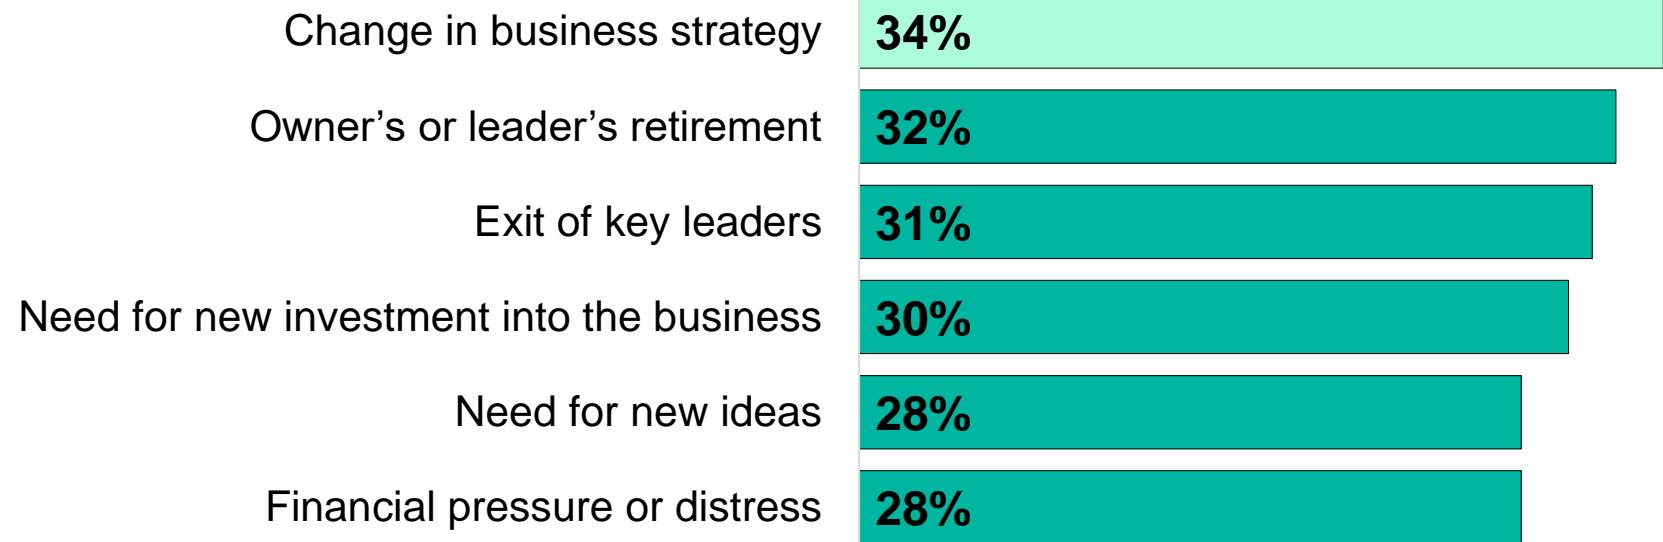 Change in business strategy 34%
Owner’s or leader’s retirement 32%
Exit of key leaders 31%
Need for new investment into the business 30%
Need for new ideas 28%
Financial pressure or distress 28%